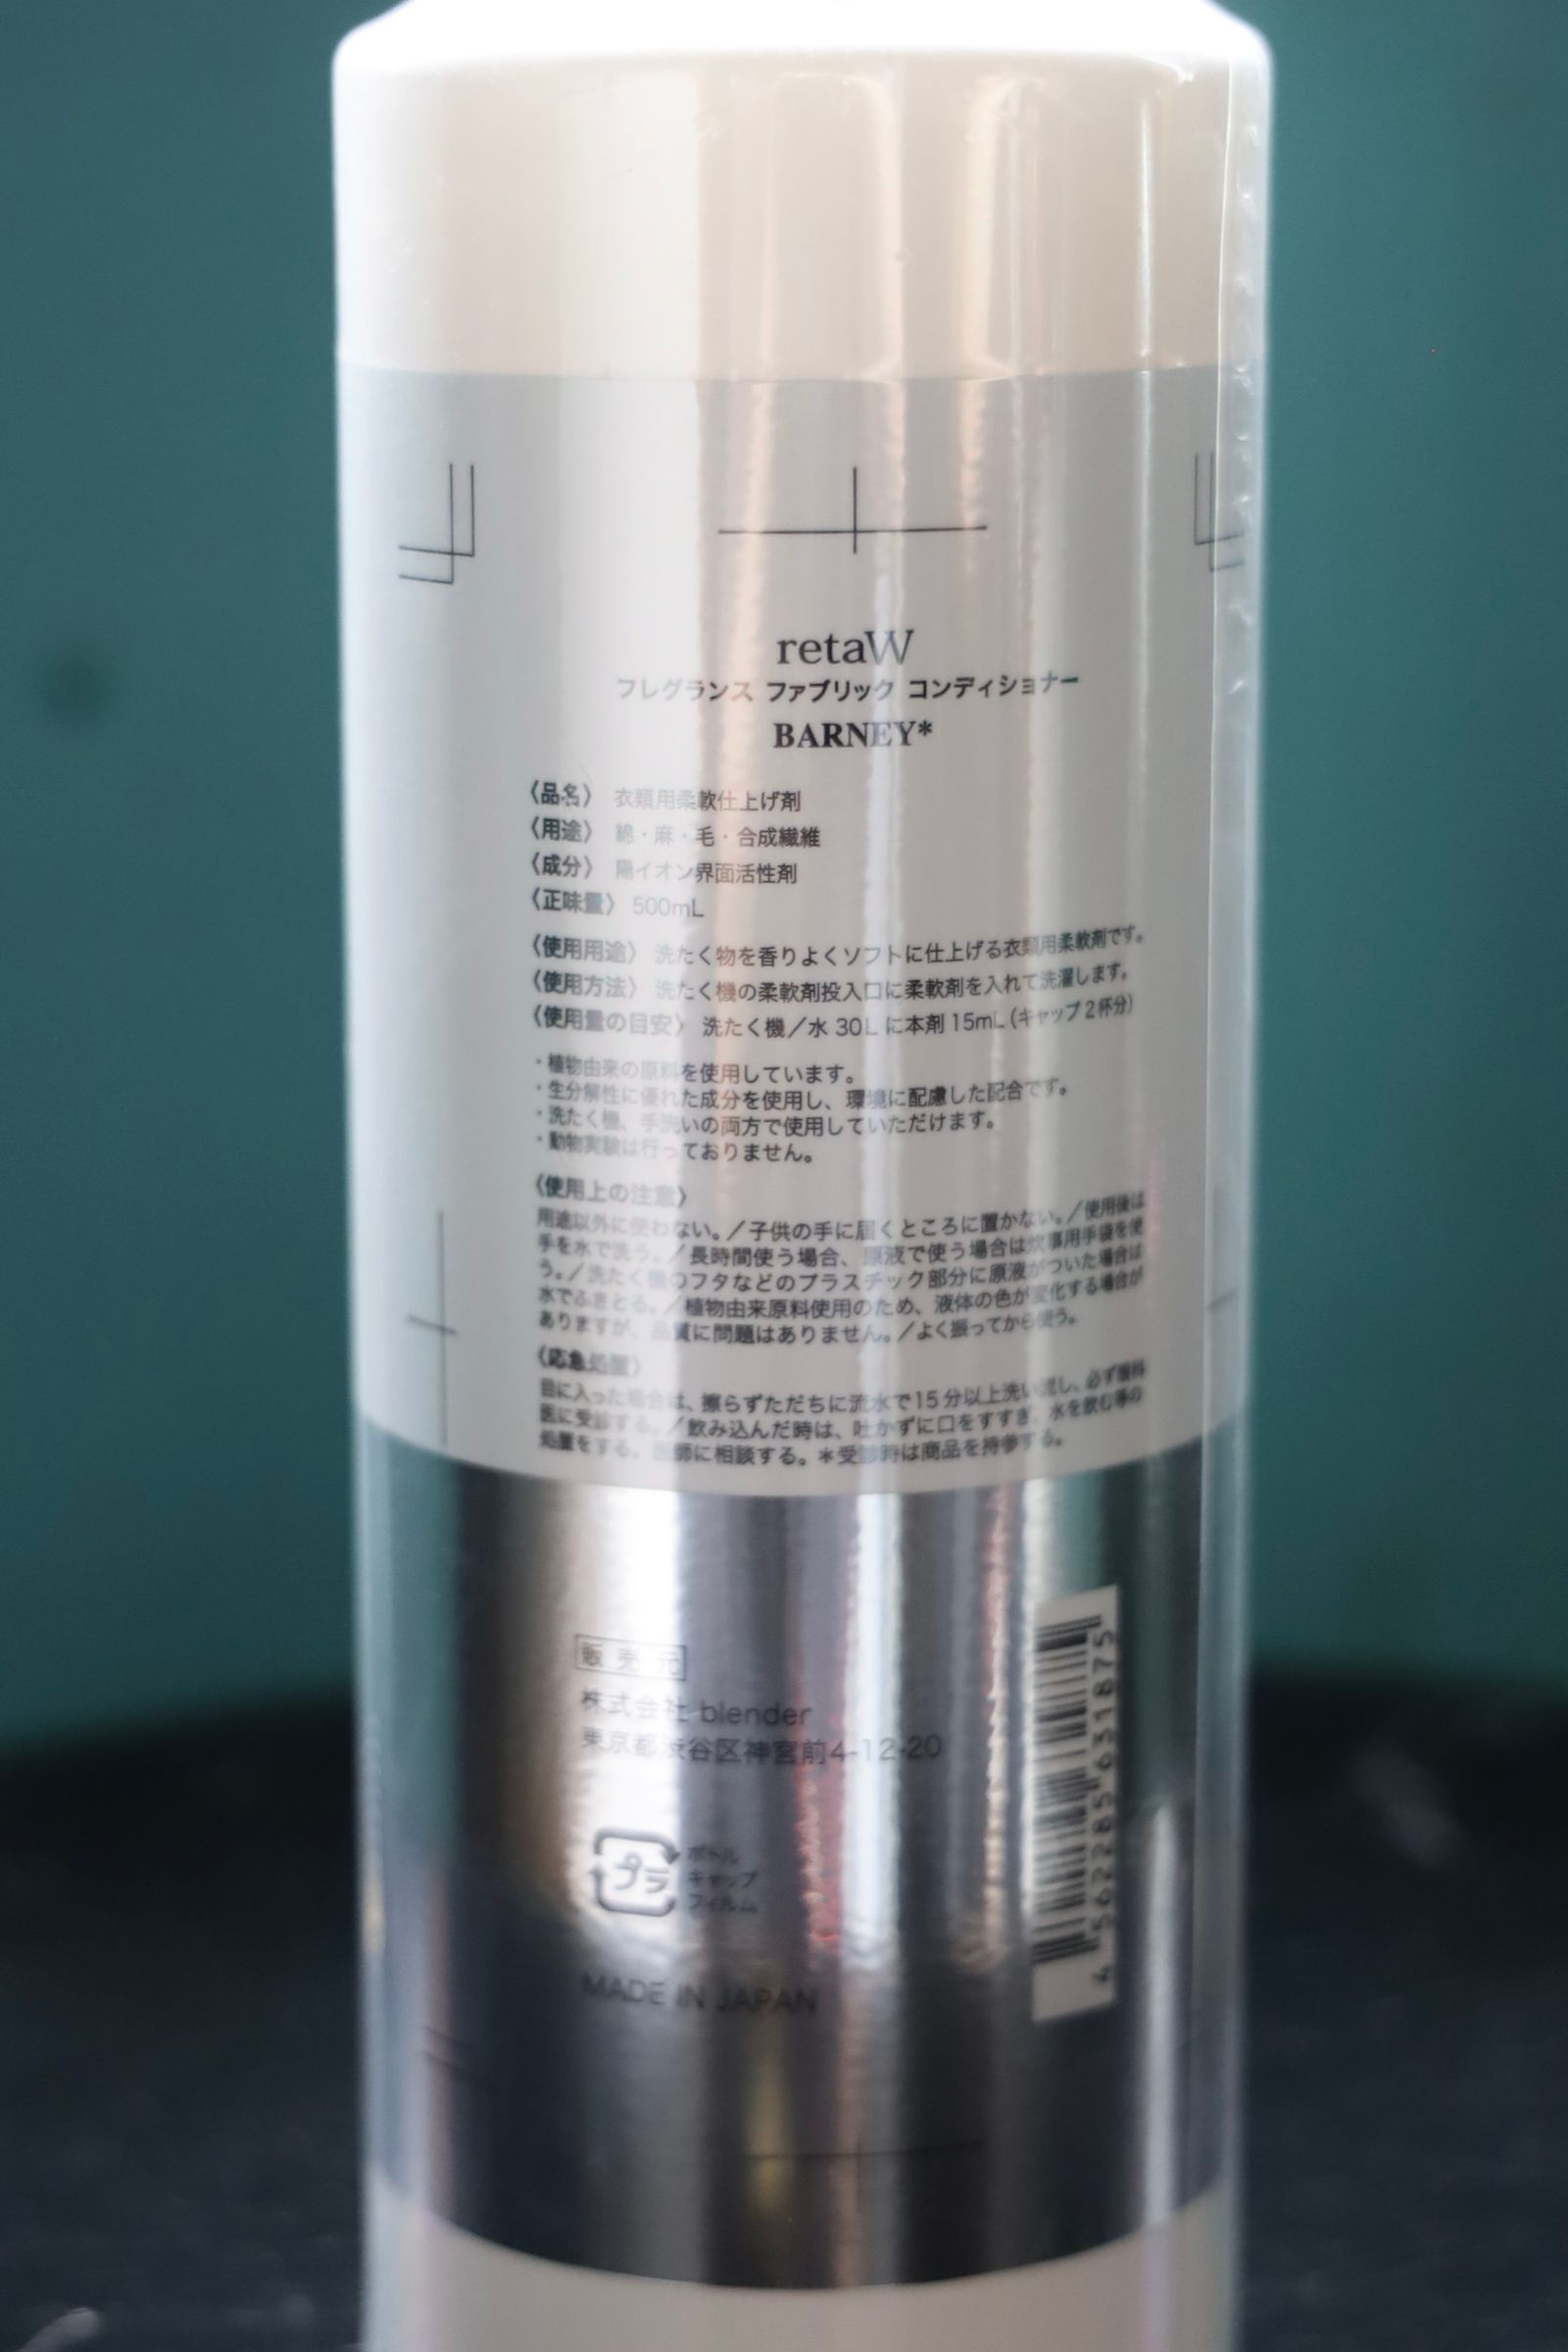 retaW
フレグランス ファブリック コンディショナー
BARNEY*
〈品名〉 衣類用柔軟仕上げ剤
〈用途〉 綿・麻・毛・合成繊維
〈成分〉 陽イオン界面活性剤
〈正味量〉 500mL
〈使用用途〉 洗たく物を香りよくソフトに仕上げる衣類用柔軟剤です。
〈使用方法〉 洗たく機の柔軟剤投入口に柔軟剤を入れて洗濯します。
〈使用量の目安〉 洗たく機／水 30L に本剤 15mL (キャップ2杯分)
・植物由来の原料を使用しています。
・生分解性に優れた成分を使用し、環境に配慮した配合です。
・洗たく機、手洗いの両方で使用していただけます。
・動物実験は行っておりません。
〈使用上の注意〉
用途以外に使わない。／子供の手に届くところに置かない。／使用後は
手を水で洗う。／長時間使う場合、原液で使う場合は炊事用手袋を使
う。／洗たく機のフタなどのプラスチック部分に原液がついた場合は
水でふきとる。／植物由来原料使用のため、液体の色が変化する場合が
ありますが、品質に問題はありません。／よく振ってから使う。
〈応急処置〉
目に入った場合は、擦らずただちに流水で15分以上洗い流し、必ず眼科
医に受診する。／飲み込んだ時は、吐かずに口をすすぎ、水を飲む等の
処置をする、医師に相談する。＊受診時は商品を持参する。
販売元
株式会社 blender
東京都渋谷区神宮前4-12-20
プラ
ボトル
キャップ
フィルム
MADE IN JAPAN
4 562285 631875